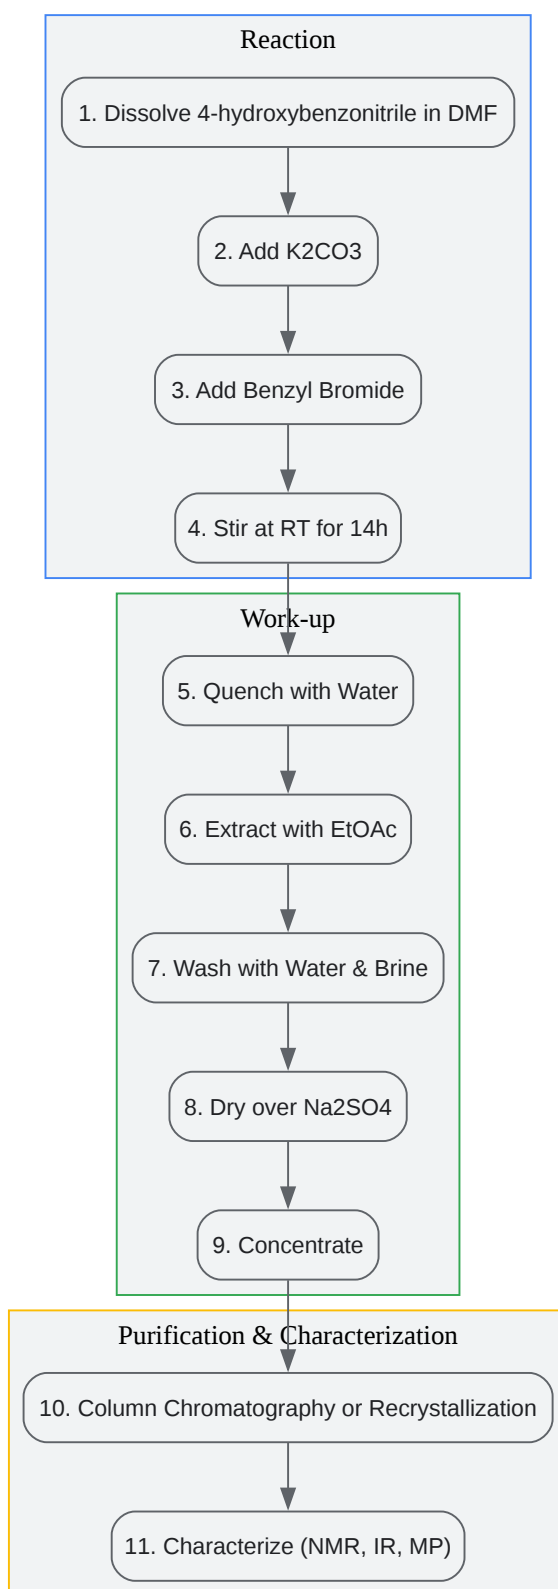 Reaction
1. Dissolve 4-hydroxybenzonitrile in DMF
2. Add K2CO3
3. Add Benzyl Bromide
4. Stir at RT for 14h
Work-up
5. Quench with Water
6. Extract with EtOAc
7. Wash with Water & Brine
8. Dry over Na2SO4
9. Concentrate
Purification & Characterization
10. Column Chromatography or Recrystallization
11. Characterize (NMR, IR, MP)